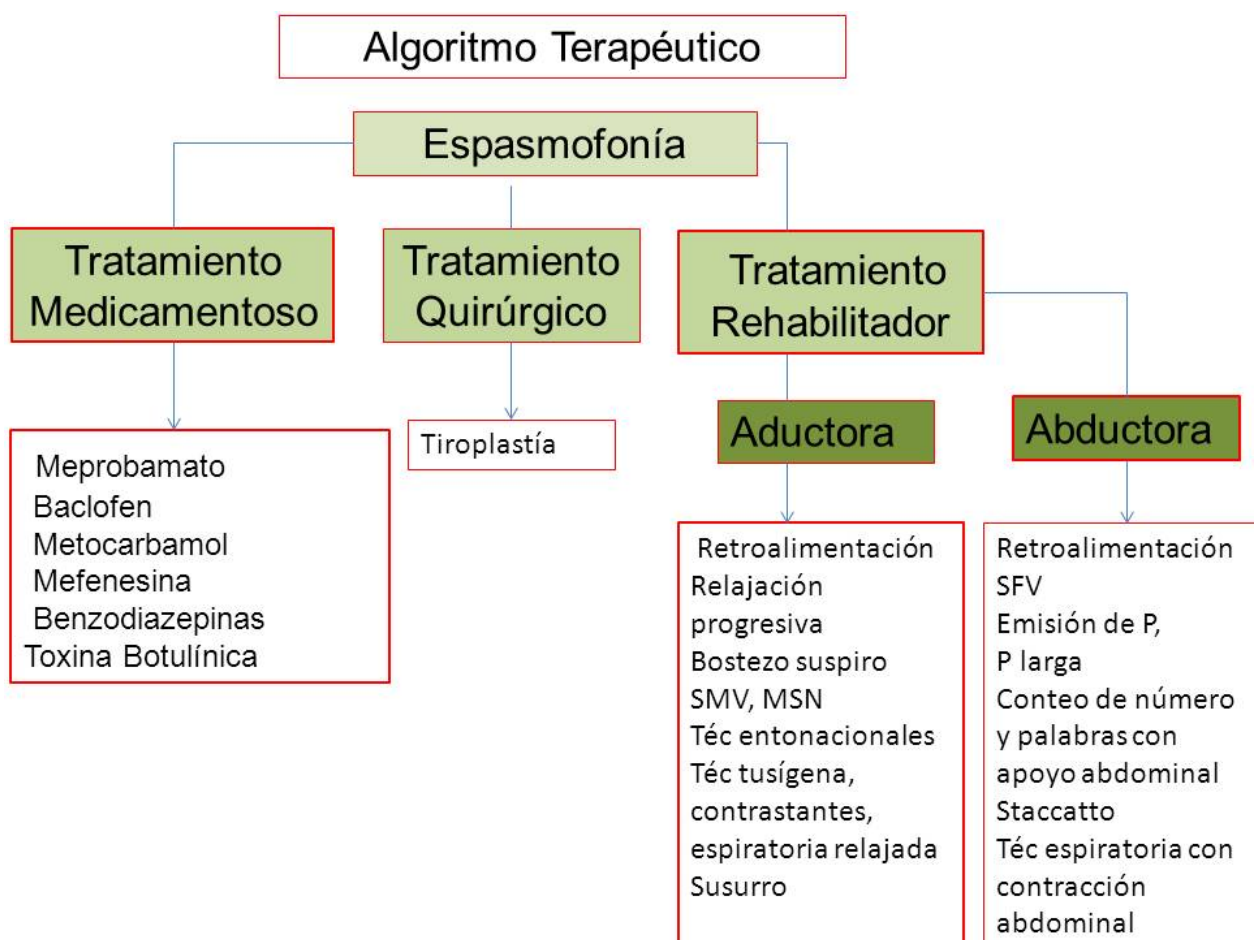 Algoritmo Terapéutico
Espasmofonía
Tratamiento
Medicamentoso
Tratamiento
Quirúrgico
Tratamiento
Rehabilitador
Aductora
Abductora
Meprobamato
Baclofen
Metocarbamol
Mefenesina
Benzodiazepinas
Toxina Botulínica
Tiroplastía
Retroalimentación
Relajación
progresiva
Bostezo suspiro
SMV, MSN
Téc entonacionales
Téc tusígena,
contrastantes,
espiratoria relajada
Susurro
Retroalimentación
SFV
Emisión de P,
P larga
Conteo de número
y palabras con
apoyo abdominal
Staccatto
Téc espiratoria con
contracción
abdominal